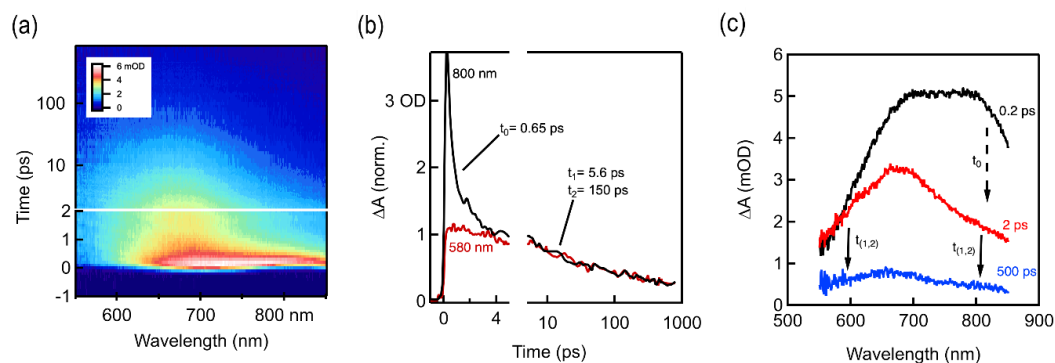 (a)
6 mOD
4
2
0
100
10
2
1
0
-1
Time (ps)
600
700
800 nm
Wavelength (nm)
(b)
800 nm
3 OD
2
1
0
ΔA (norm.)
t0= 0.65 ps
t1= 5.6 ps
t2= 150 ps
580 nm
0
4
10
100
1000
Time (ps)
(c)
6
5
4
3
2
1
0
ΔA (mOD)
0.2 ps
t0
2 ps
t(1,2)
t(1,2)
500 ps
500
600
700
800
900
Wavelength (nm)